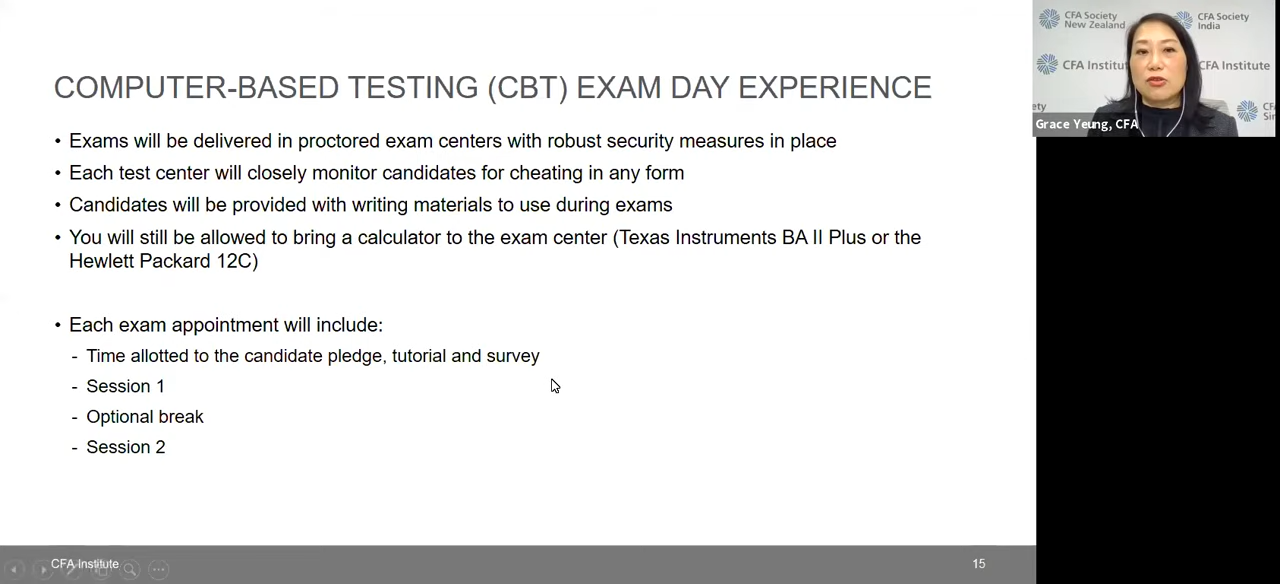 COMPUTER-BASED TESTING (CBT) EXAM DAY EXPERIENCE
• Exams will be delivered in proctored exam centers with robust security measures in place
• Each test center will closely monitor candidates for cheating in any form
• Candidates will be provided with writing materials to use during exams
• You will still be allowed to bring a calculator to the exam center (Texas Instruments BA II Plus or the
Hewlett Packard 12C)
• Each exam appointment will include:
- Time allotted to the candidate pledge, tutorial and survey
- Session 1
- Optional break
- Session 2
CFA Institute
15
CFA Society
New Zealand
CFA Society
India
CFA Institu
CFA Institute
ety
CF
Sin
Grace Yeung, CFA